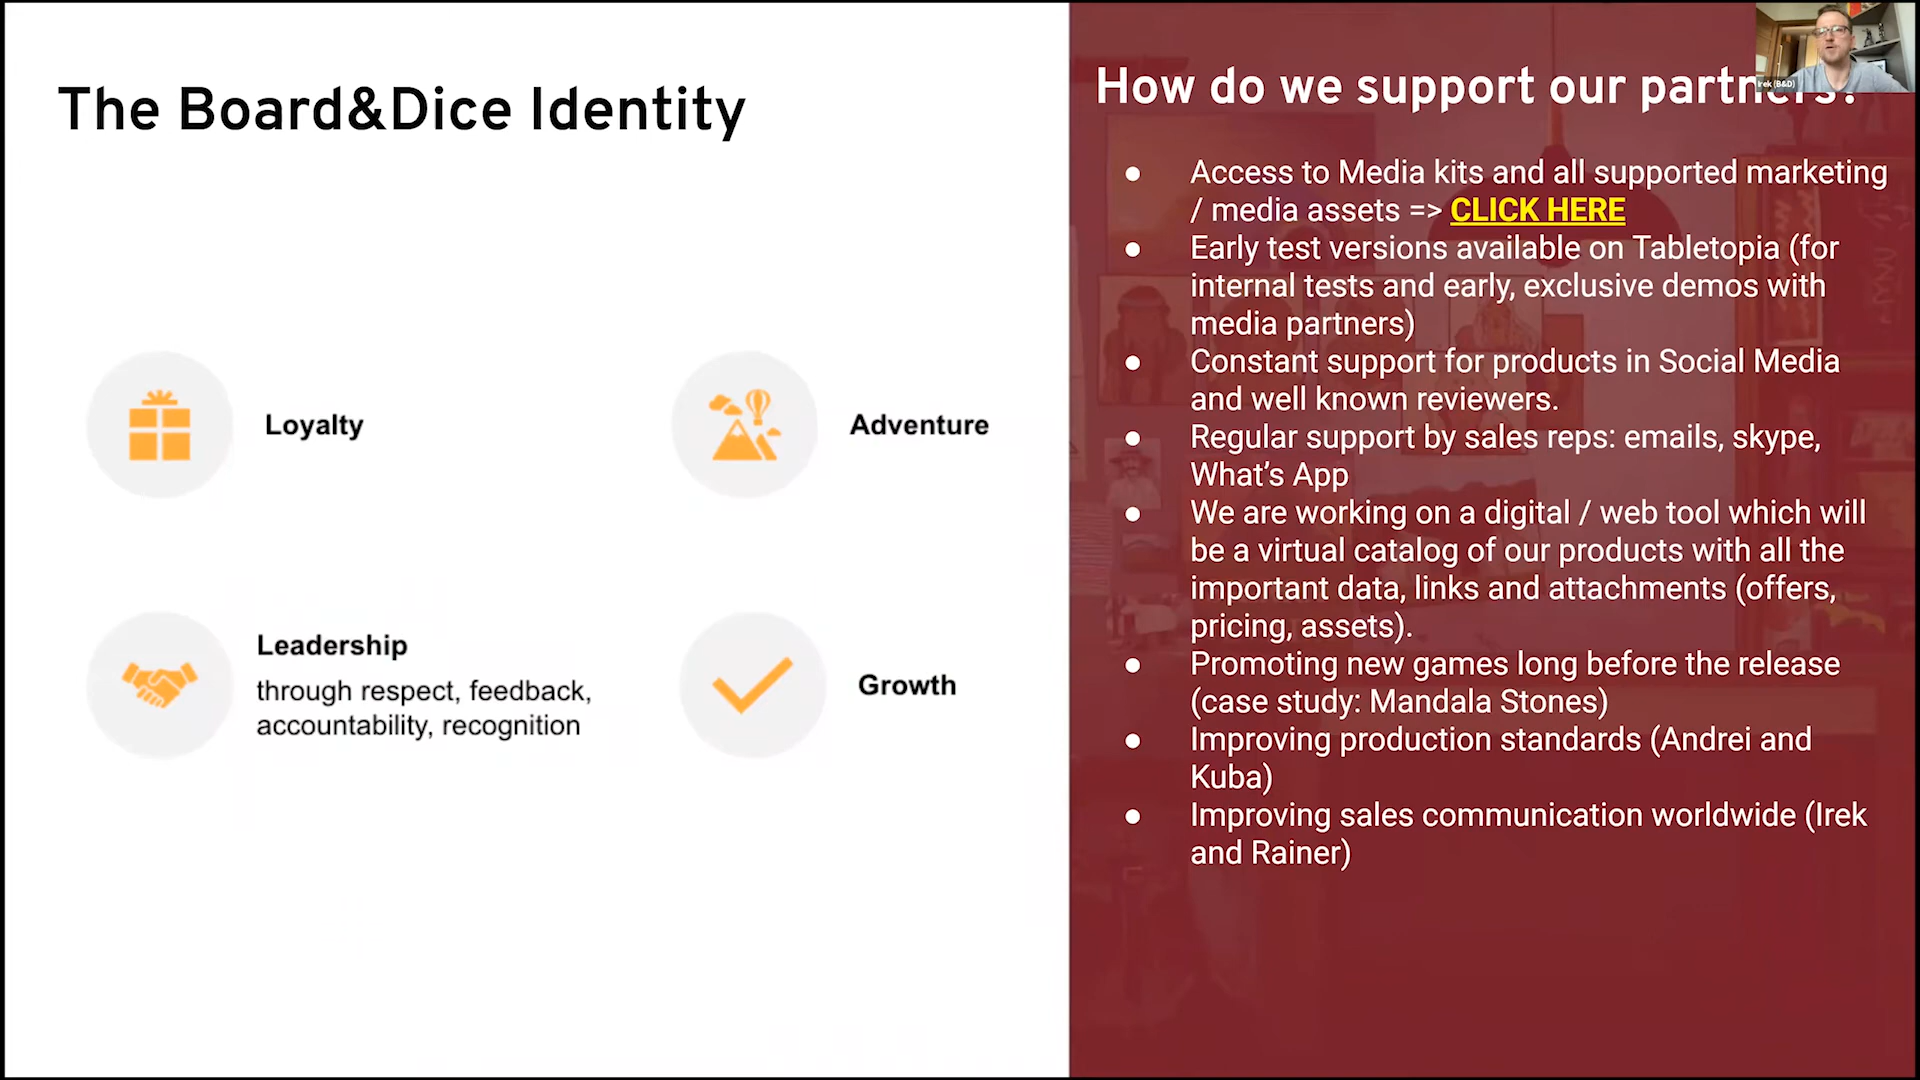 The Board&Dice Identity
Loyalty
Adventure
Leadership
through respect, feedback,
accountability, recognition
Growth
How do we support our partners?
Irek (B&D)
● Access to Media kits and all supported marketing
/ media assets => CLICK HERE
● Early test versions available on Tabletopia (for
internal tests and early, exclusive demos with
media partners)
● Constant support for products in Social Media
and well known reviewers.
● Regular support by sales reps: emails, skype,
What's App
● We are working on a digital / web tool which will
be a virtual catalog of our products with all the
important data, links and attachments (offers,
pricing, assets).
● Promoting new games long before the release
(case study: Mandala Stones)
● Improving production standards (Andrei and
Kuba)
● Improving sales communication worldwide (Irek
and Rainer)